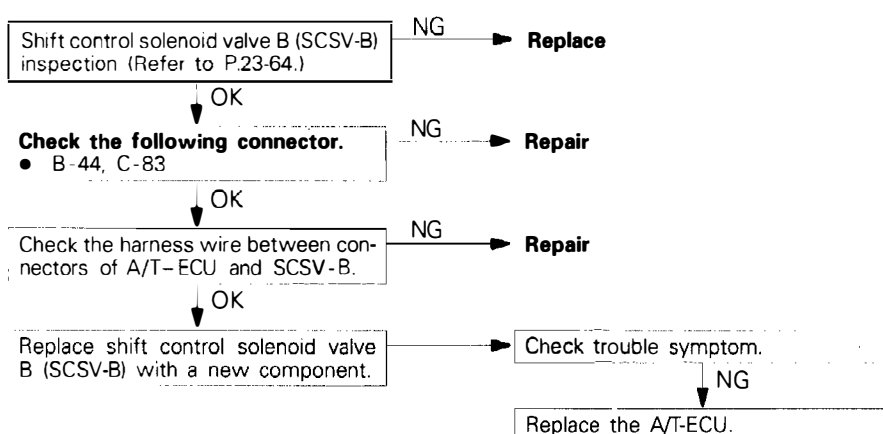 Shift control solenoid valve B (SCSV-B)
inspection (Refer to P.23-64.)
NG
Replace
OK
Check the following connector.
● B-44, C-83
NG
Repair
OK
Check the harness wire between con-
nectors of A/T-ECU and SCSV-B.
NG
Repair
OK
Replace shift control solenoid valve
B (SCSV-B) with a new component.
Check trouble symptom.
NG
Replace the A/T-ECU.